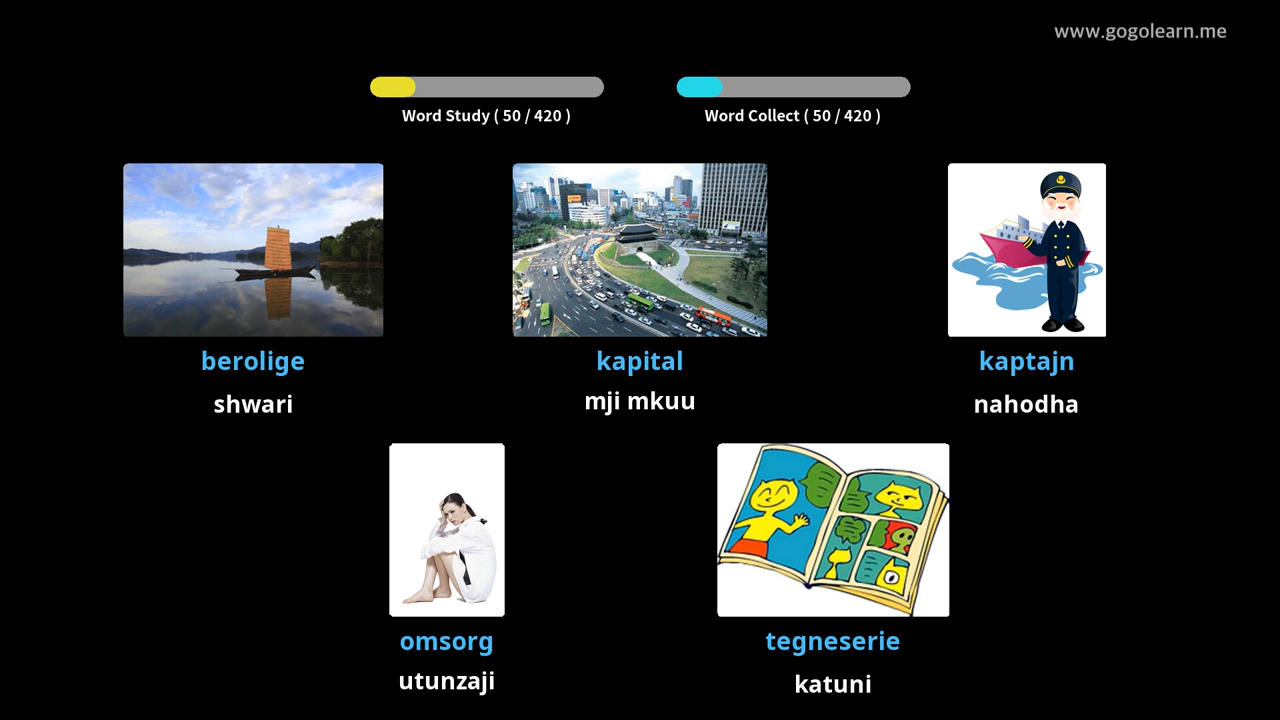 www.gogolearn.me
Word Study ( 50 / 420 )
Word Collect ( 50 / 420 )
berolige
kapital
kaptajn
shwari
mji mkuu
nahodha
omsorg
tegneserie
utunzaji
katuni